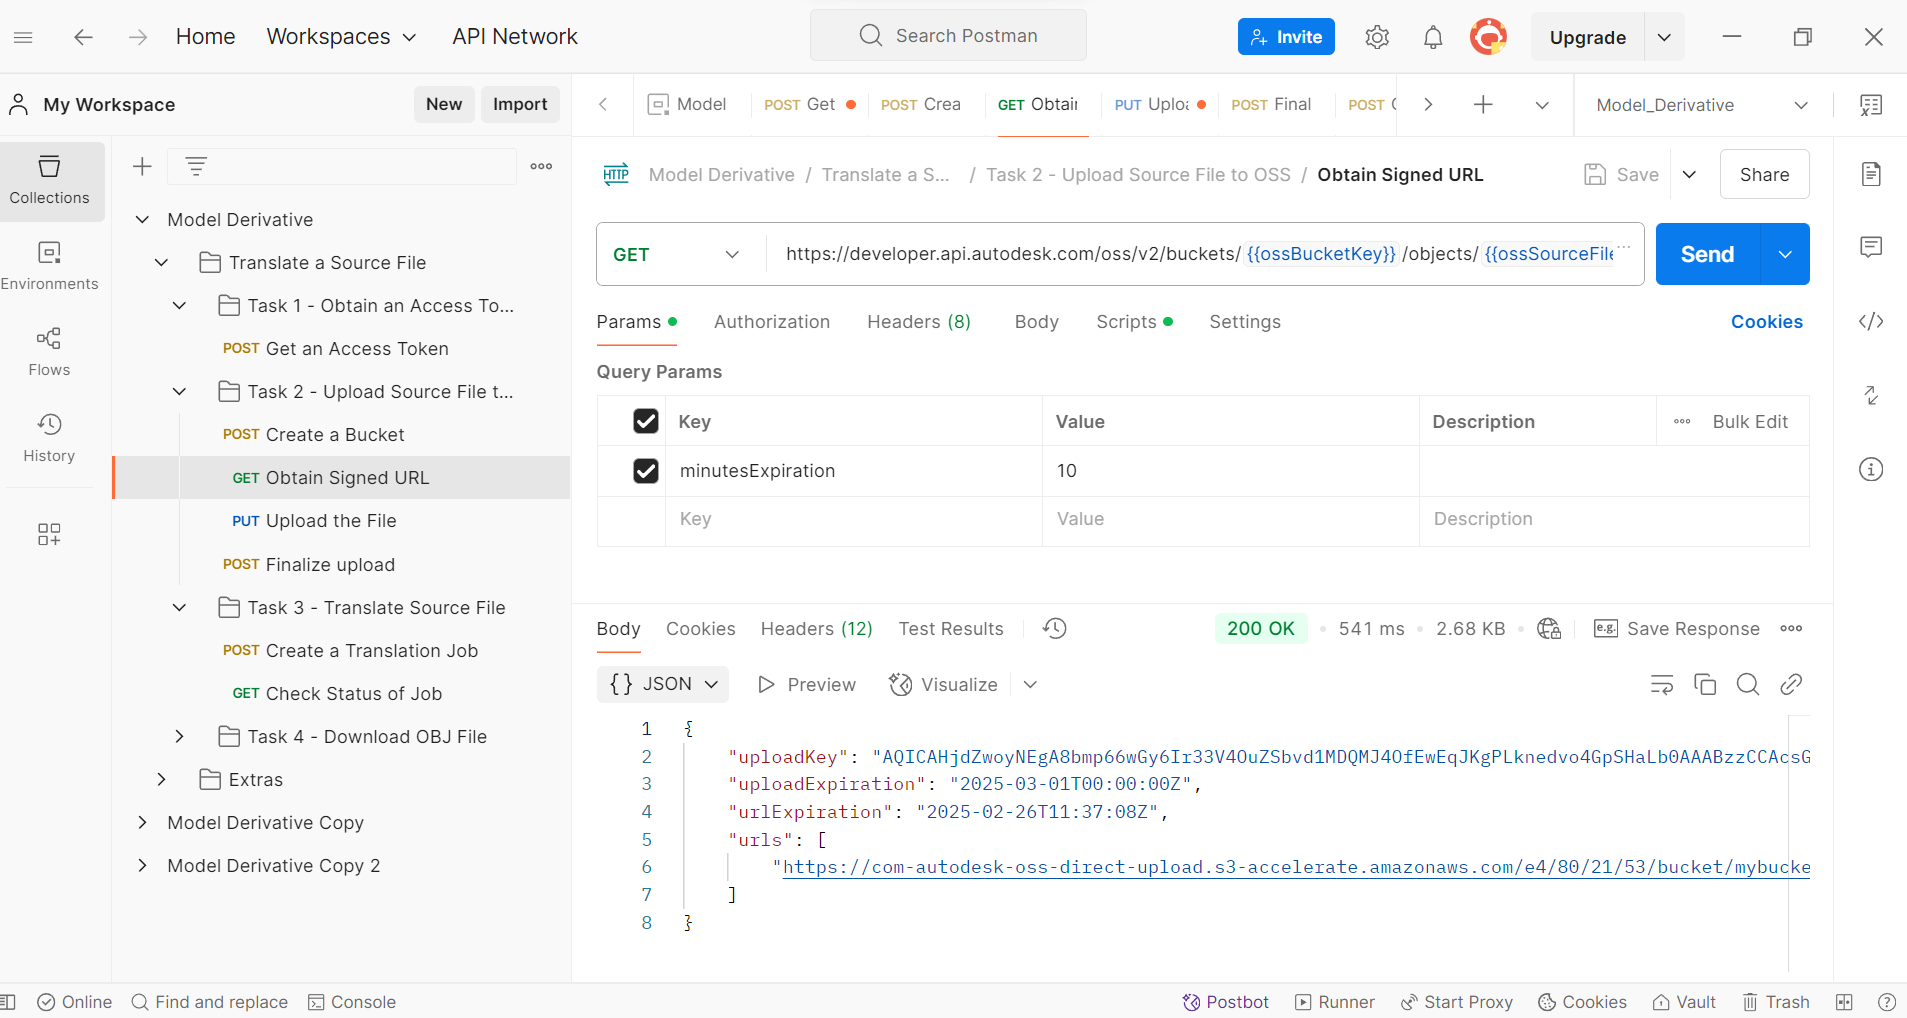 Home Workspaces API Network Search Postman Invite Upgrade
My Workspace New Import
Model POST Get POST Crea GET Obtain PUT Uploa POST Final POST Model_Derivative
Collections
Environments
Flows
History
Model Derivative
Translate a Source File
Task 1 - Obtain an Access To...
POST Get an Access Token
Task 2 - Upload Source File t...
POST Create a Bucket
GET Obtain Signed URL
PUT Upload the File
POST Finalize upload
Task 3 - Translate Source File
POST Create a Translation Job
GET Check Status of Job
Task 4 - Download OBJ File
Extras
Model Derivative Copy
Model Derivative Copy 2
HTTP Model Derivative / Translate a S... / Task 2 - Upload Source File to OSS / Obtain Signed URL Save Share
GET https://developer.api.autodesk.com/oss/v2/buckets/{{ossBucketKey}}/objects/{{ossSourceFile ... Send
Params Authorization Headers (8) Body Scripts Settings Cookies
Query Params
Key Value Description Bulk Edit
minutesExpiration 10
Key Value Description
Body Cookies Headers (12) Test Results 200 OK 541 ms 2.68 KB e.g. Save Response
{} JSON Preview Visualize
1 {
2 "uploadKey": "AQICAHjdZwoyNEgA8bmp66wGy6Ir33V4OuZSbvd1MDQMJ4OfEwEqJKgPLknedvo4GpSHaLb0AAABzzCCAcsG
3 "uploadExpiration": "2025-03-01T00:00:00Z",
4 "urlExpiration": "2025-02-26T11:37:08Z",
5 "urls": [
6 "https://com-autodesk-oss-direct-upload.s3-accelerate.amazonaws.com/e4/80/21/53/bucket/mybucke
7 ]
8 }
Online Find and replace Console Postbot Runner Start Proxy Cookies Vault Trash